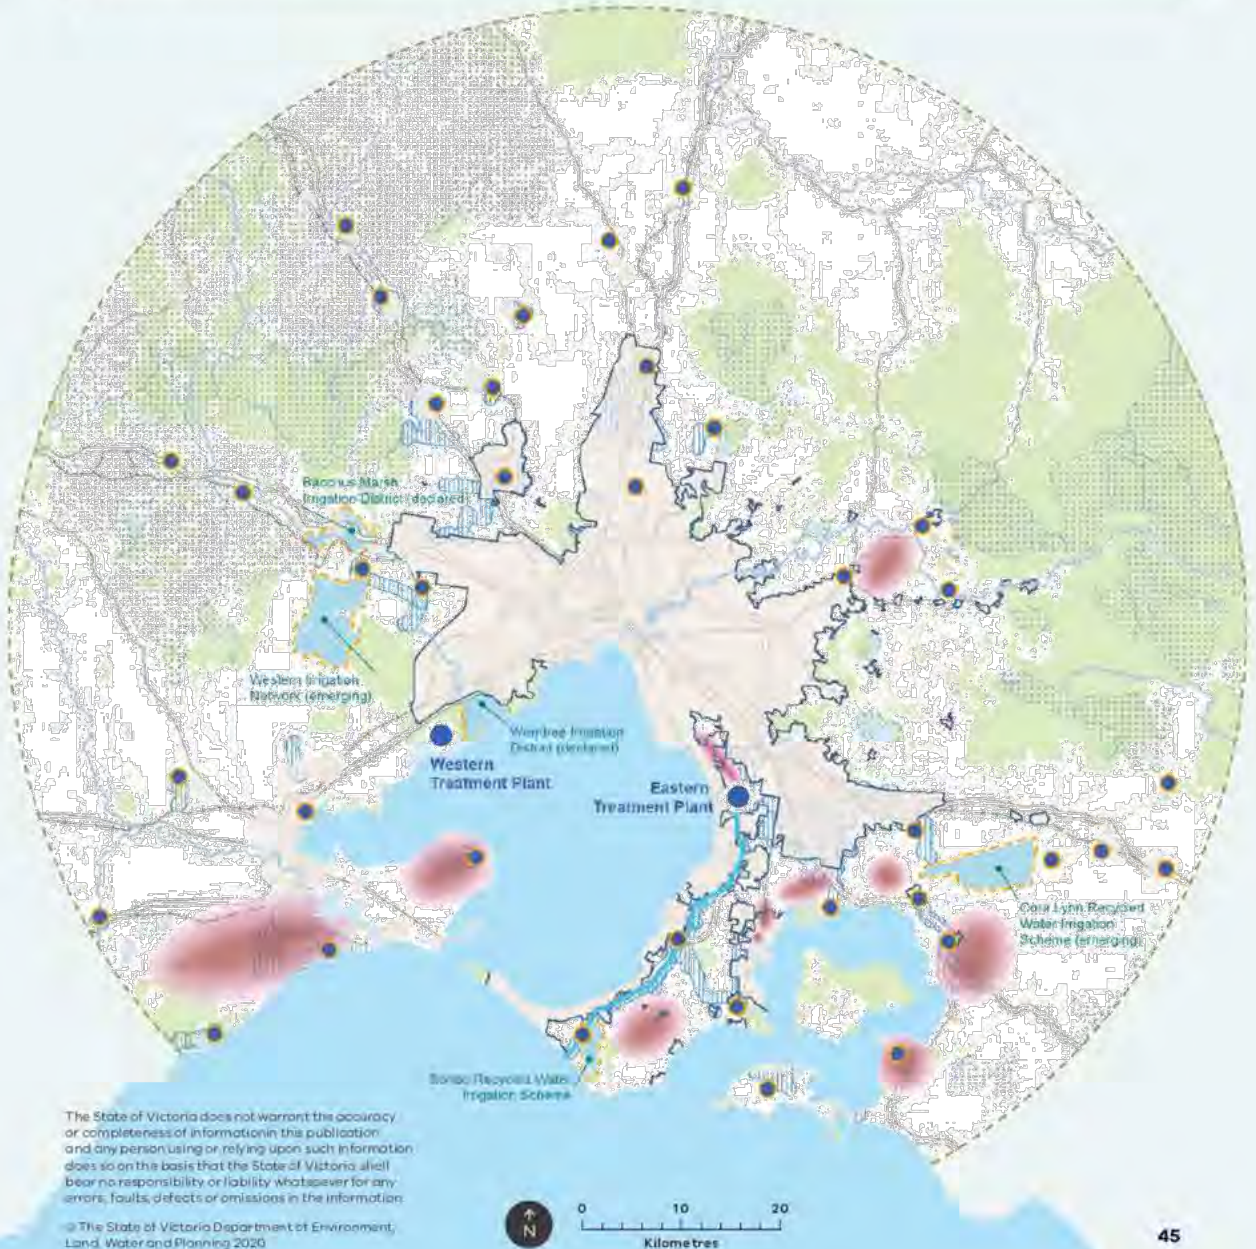 Bacchus Marsh
Irrigation District (declared)
Western Irrigation
Network (emerging)
Werribee Irrigation
District (declared)
Western
Treatment Plant
Eastern
Treatment Plant
Cora Lynn Recycled
Water Irrigation
Scheme (emerging)
Recycled Water
Irrigation Scheme
The State of Victoria does not warrant the accuracy
or completeness of informationin this publication
and any person using or relying upon such information
does so on the basis that the State of Victoria shall
bear no responsibility or liability whatsoever for any
errors, faults, defects or omissions in the information
© The State of Victoria Department of Environment,
Land, Water and Planning 2020
N
0 10 20
Kilometres
45